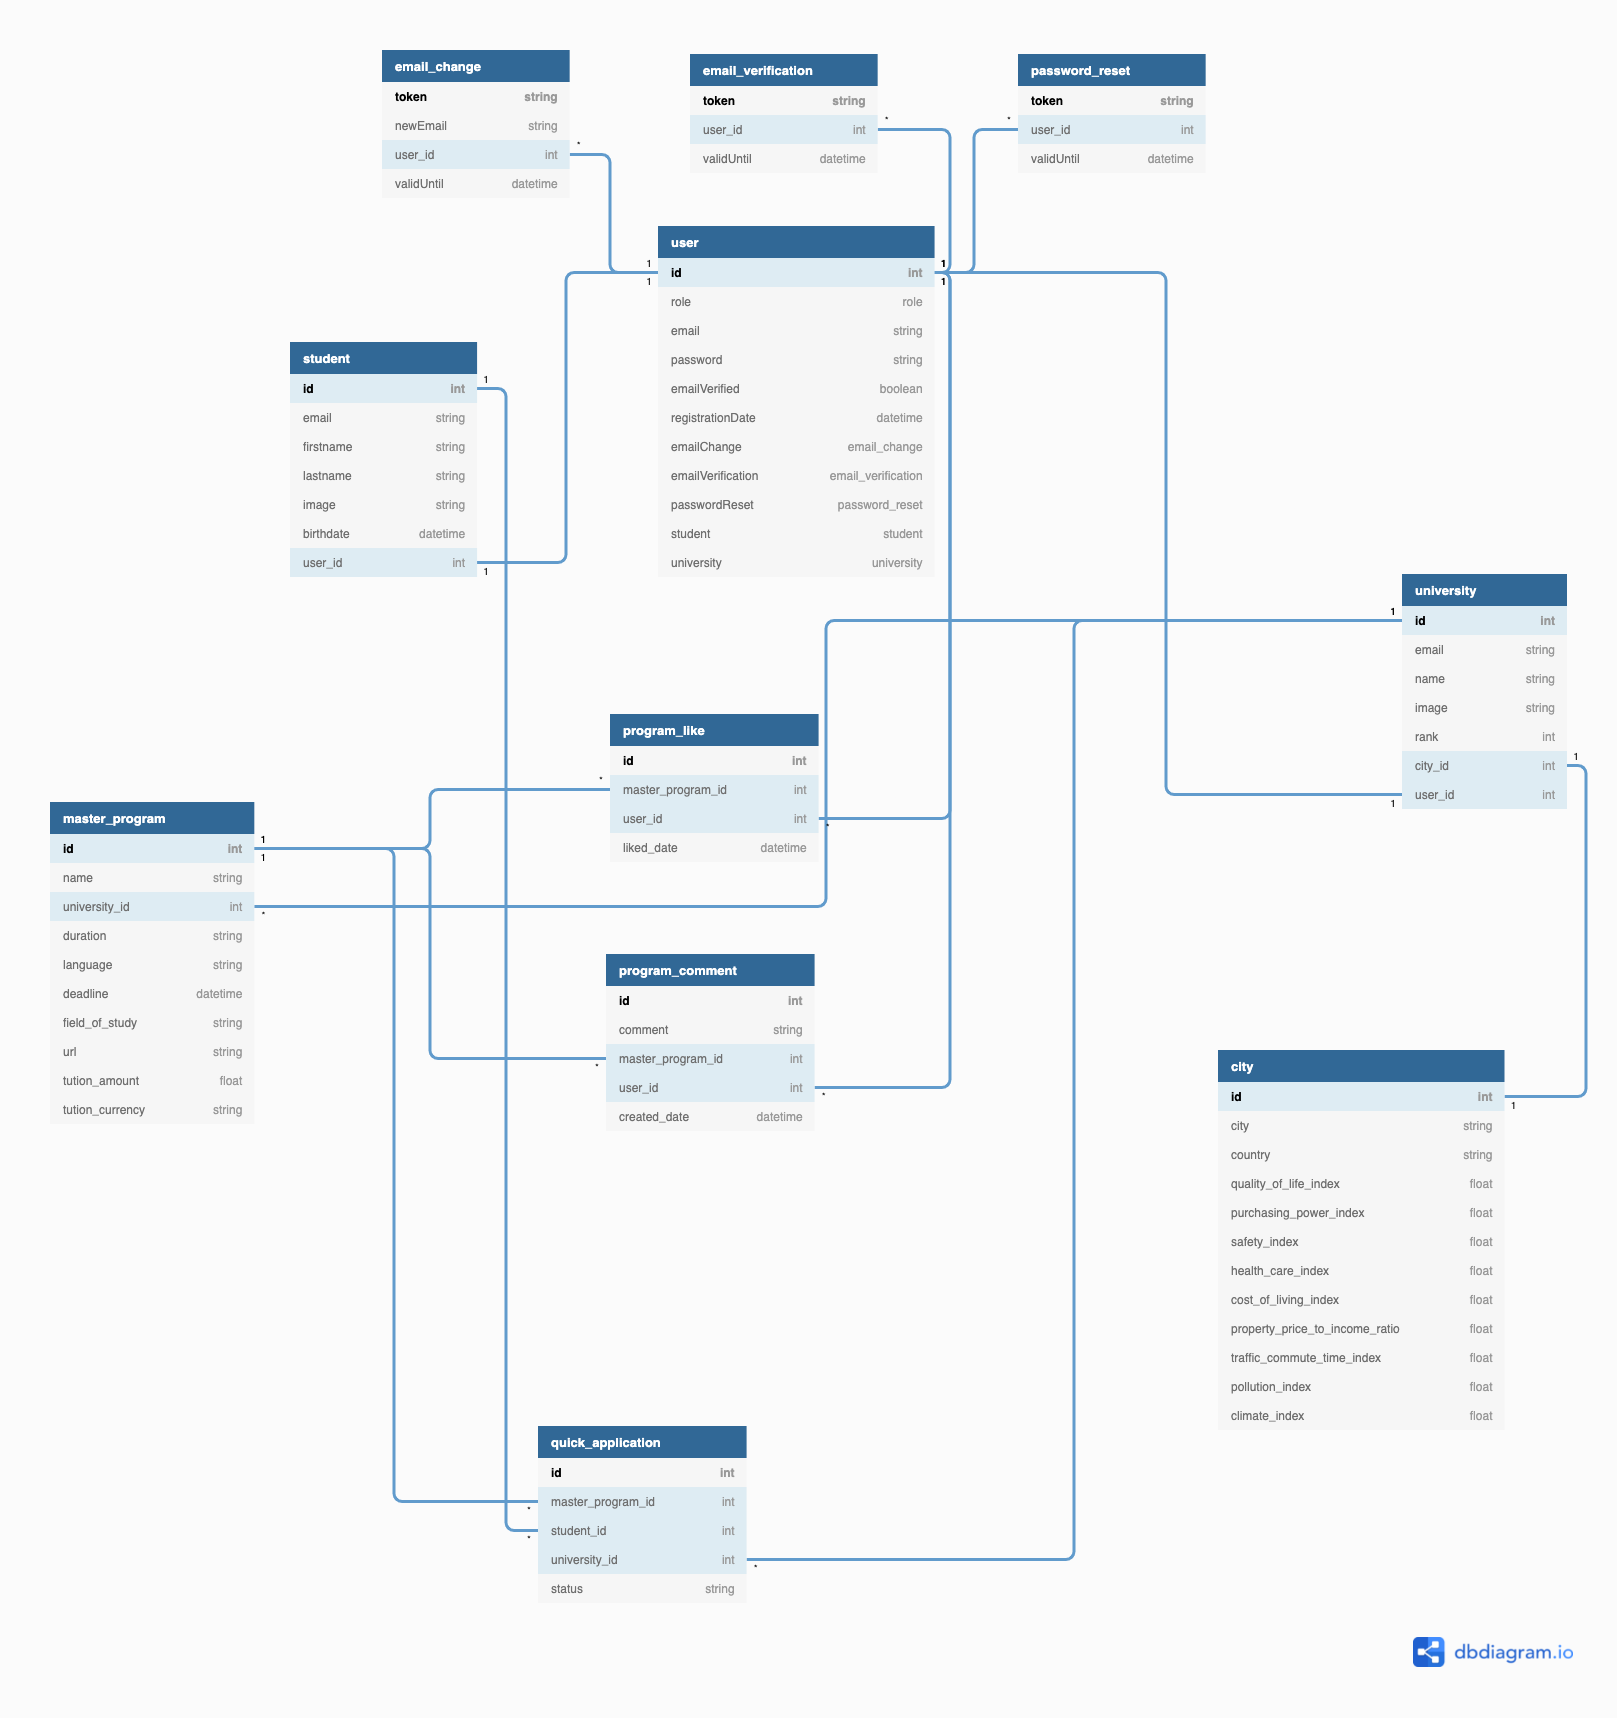 email_change
token string
newEmail string
user_id int
validUntil datetime
*
email_verification
token string
user_id int
validUntil datetime
*
password_reset
token string
user_id int
validUntil datetime
*
user
id int
role role
email string
password string
emailVerified boolean
registrationDate datetime
emailChange email_change
emailVerification email_verification
passwordReset password_reset
student student
university university
1
1
1
1
student
id int
email string
firstname string
lastname string
image string
birthdate datetime
user_id int
1
1
university
id int
email string
name string
image string
rank int
city_id int
user_id int
1
1
1
program_like
id int
master_program_id int
user_id int
liked_date datetime
*
*
master_program
id int
name string
university_id int
duration string
language string
deadline datetime
field_of_study string
url string
tution_amount float
tution_currency string
1
1
*
program_comment
id int
comment string
master_program_id int
user_id int
created_date datetime
*
*
city
id int
city string
country string
quality_of_life_index float
purchasing_power_index float
safety_index float
health_care_index float
cost_of_living_index float
property_price_to_income_ratio float
traffic_commute_time_index float
pollution_index float
climate_index float
1
quick_application
id int
master_program_id int
student_id int
university_id int
status string
*
*
*
dbdiagram.io